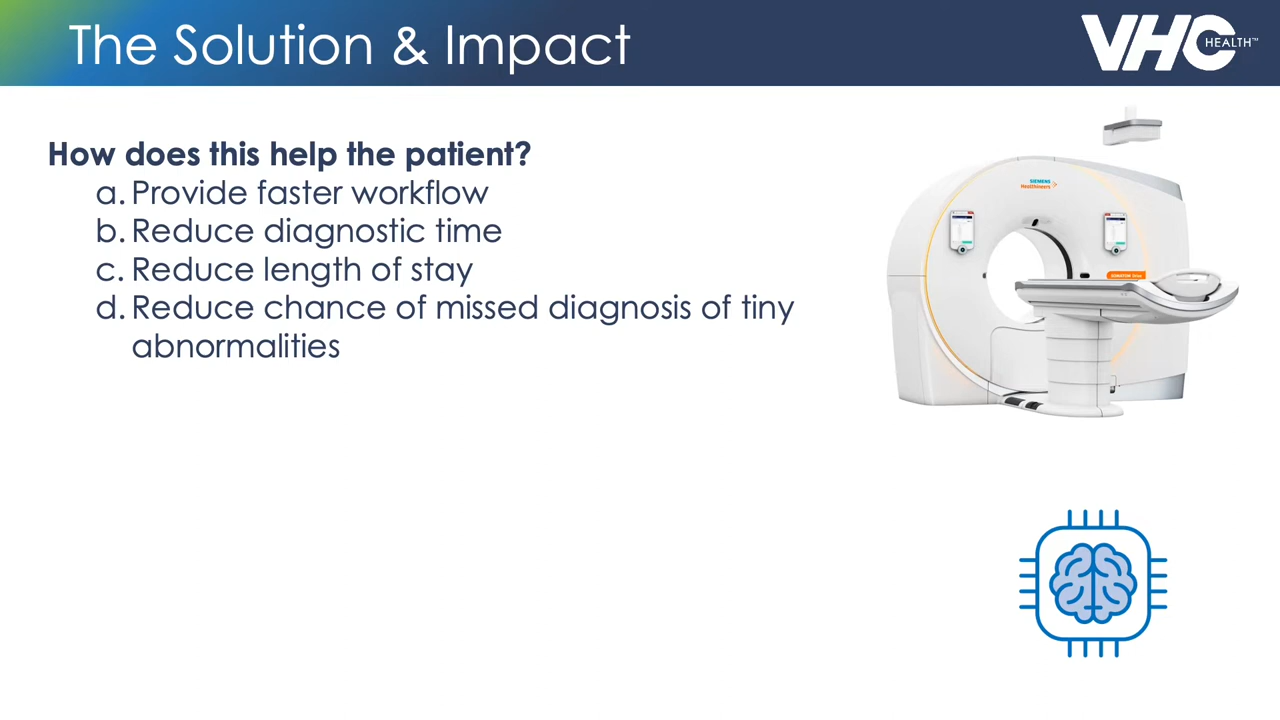 The Solution & Impact
VHC HEALTH™
How does this help the patient?
a. Provide faster workflow
b. Reduce diagnostic time
c. Reduce length of stay
d. Reduce chance of missed diagnosis of tiny
abnormalities
SIEMENS
Healthineers